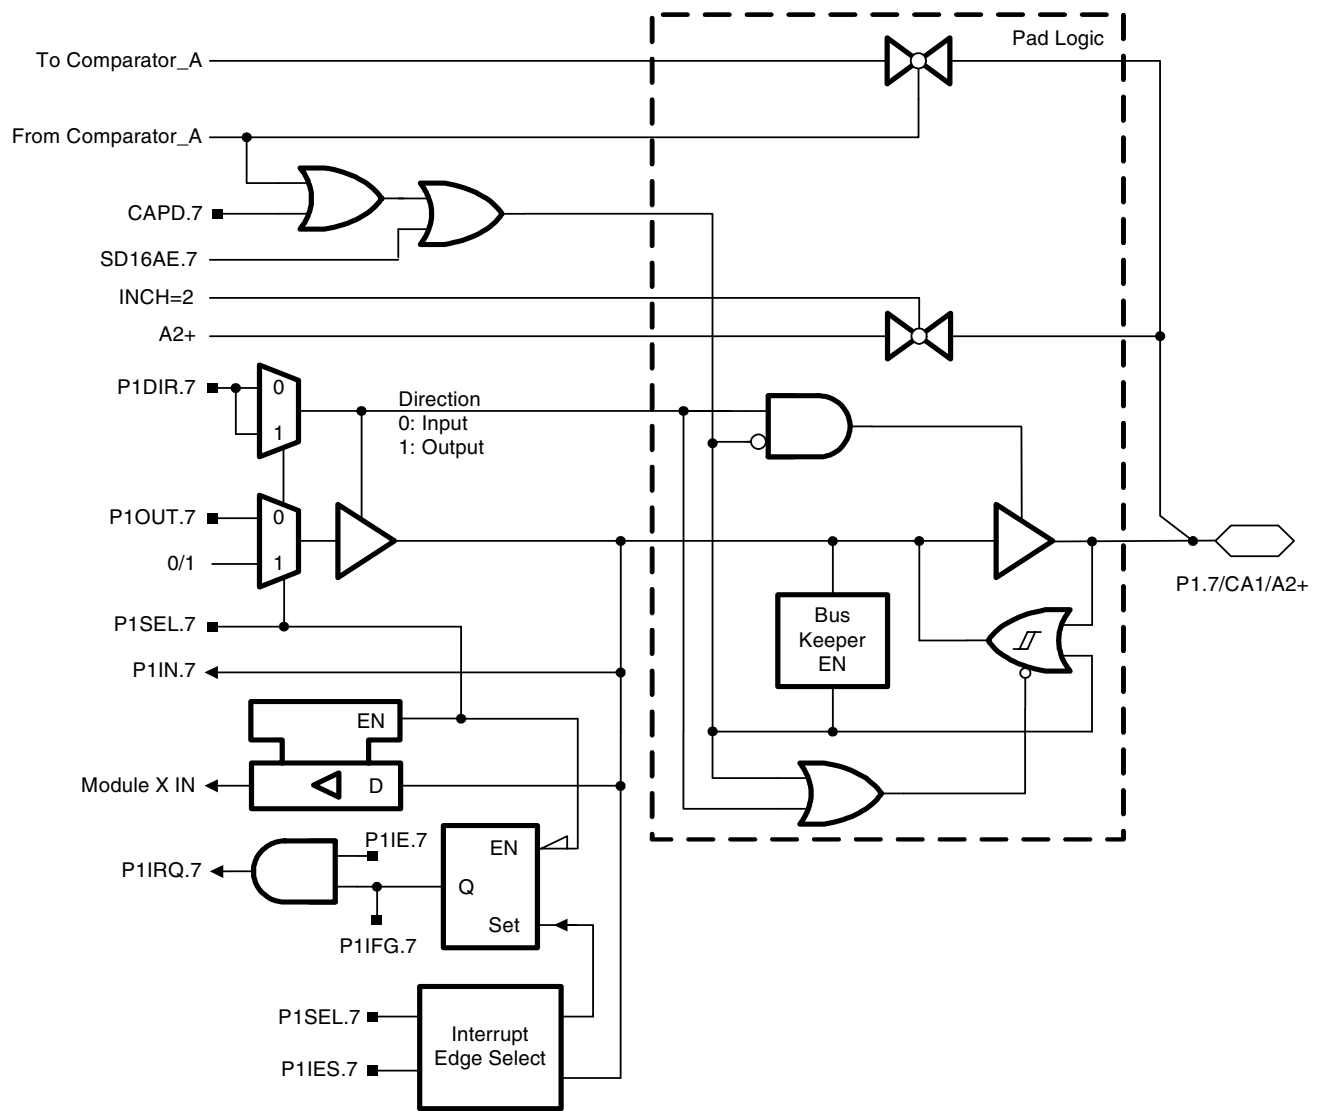 Pad Logic
To Comparator_A
From Comparator_A
CAPD.7
SD16AE.7
INCH=2
A2+
P1DIR.7
0
1
Direction
0: Input
1: Output
P1OUT.7
0
0/1
1
P1SEL.7
P1IN.7
Bus
Keeper
EN
P1.7/CA1/A2+
EN
Module X IN
D
P1IE.7
P1IRQ.7
EN
Q
Set
P1IFG.7
P1SEL.7
P1IES.7
Interrupt
Edge Select